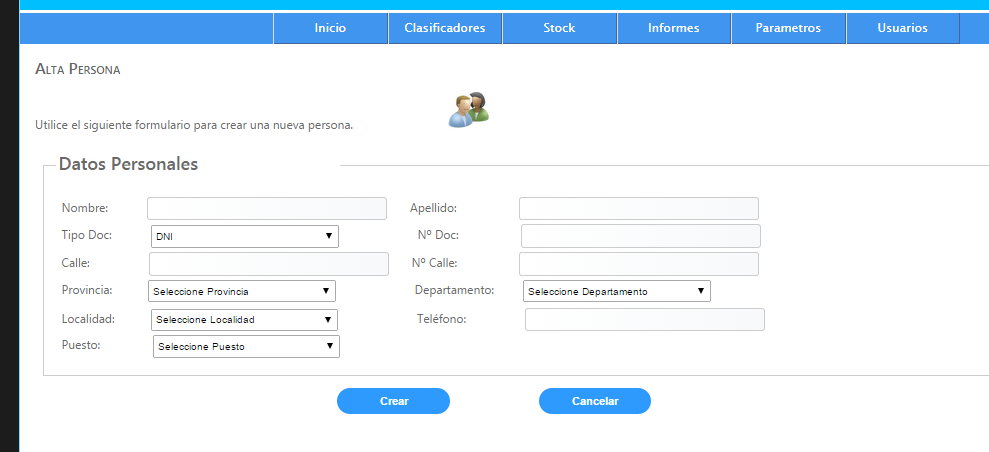 Inicio Clasificadores Stock Informes Parametros Usuarios
Alta Persona
Utilice el siguiente formulario para crear una nueva persona.
Datos Personales
Nombre: Apellido:
Tipo Doc: DNI Nº Doc:
Calle: Nº Calle:
Provincia: Seleccione Provincia Departamento: Seleccione Departamento
Localidad: Seleccione Localidad Teléfono:
Puesto: Seleccione Puesto
Crear Cancelar